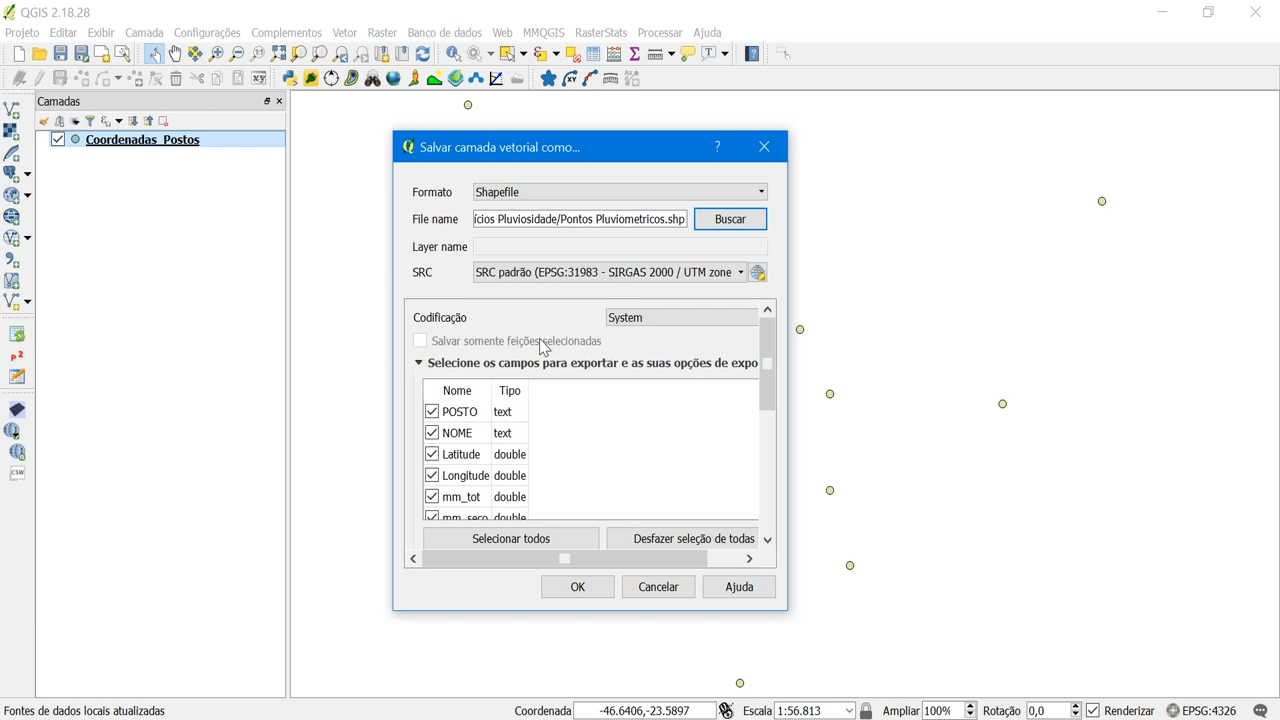 QGIS 2.18.28
Projeto Editar Exibir Camada Configurações Complementos Vetor Raster Banco de dados Web MMQGIS RasterStats Processar Ajuda
Camadas
Coordenadas_Postos
Salvar camada vetorial como...
Formato Shapefile
File name ícios Pluviosidade/Pontos Pluviometricos.shp Buscar
Layer name
SRC SRC padrão (EPSG:31983 - SIRGAS 2000 / UTM zone
Codificação System
Salvar somente feições selecionadas
Selecione os campos para exportar e as suas opções de expo
Nome Tipo
POSTO text
NOME text
Latitude double
Longitude double
mm_tot double
mm_seco double
Selecionar todos Desfazer seleção de todas
OK Cancelar Ajuda
Fontes de dados locais atualizadas Coordenada -46.6406,-23.5897 Escala 1:56.813 Ampliar 100% Rotação 0,0 Renderizar EPSG:4326